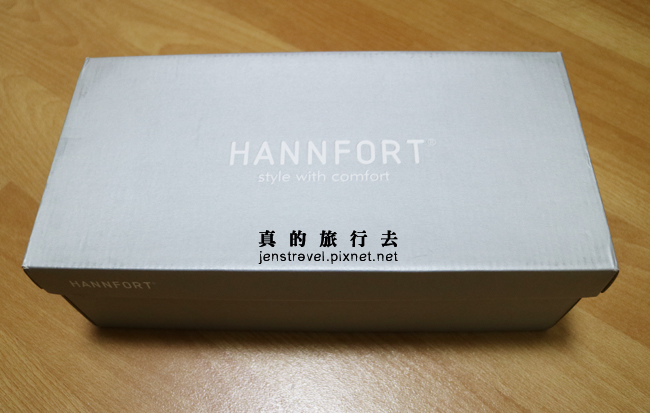 HANNFORT
style with comfort
真的旅行去
jenstravel.pixnet.net
HANNFORT